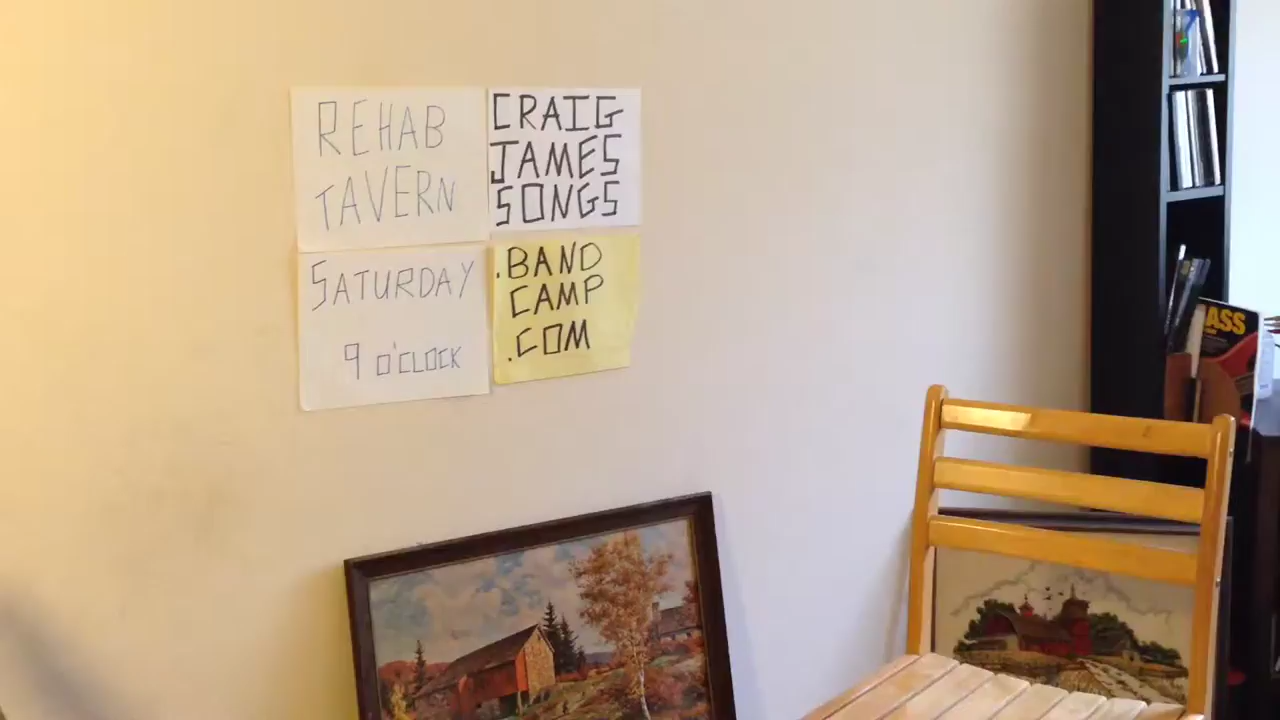 REHAB
TAVERN
SATURDAY
9 O'CLOCK
CRAIG
JAMES
SONGS
.BAND
CAMP
.COM
ASS